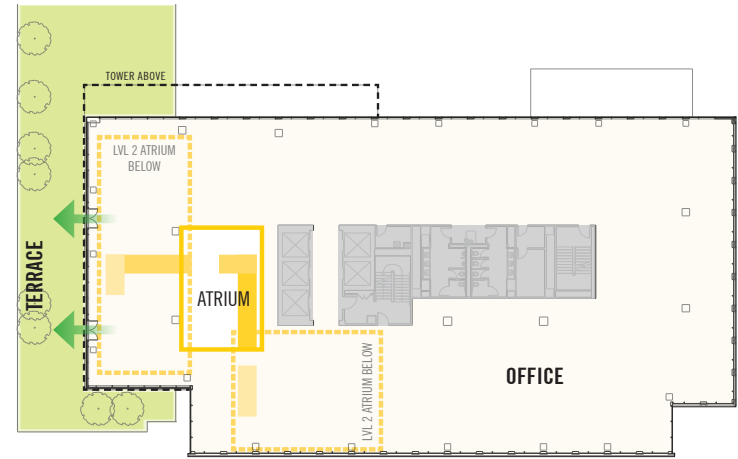 TOWER ABOVE
LVL 2 ATRIUM
BELOW
TERRACE
ATRIUM
LVL 2 ATRIUM BELOW
OFFICE